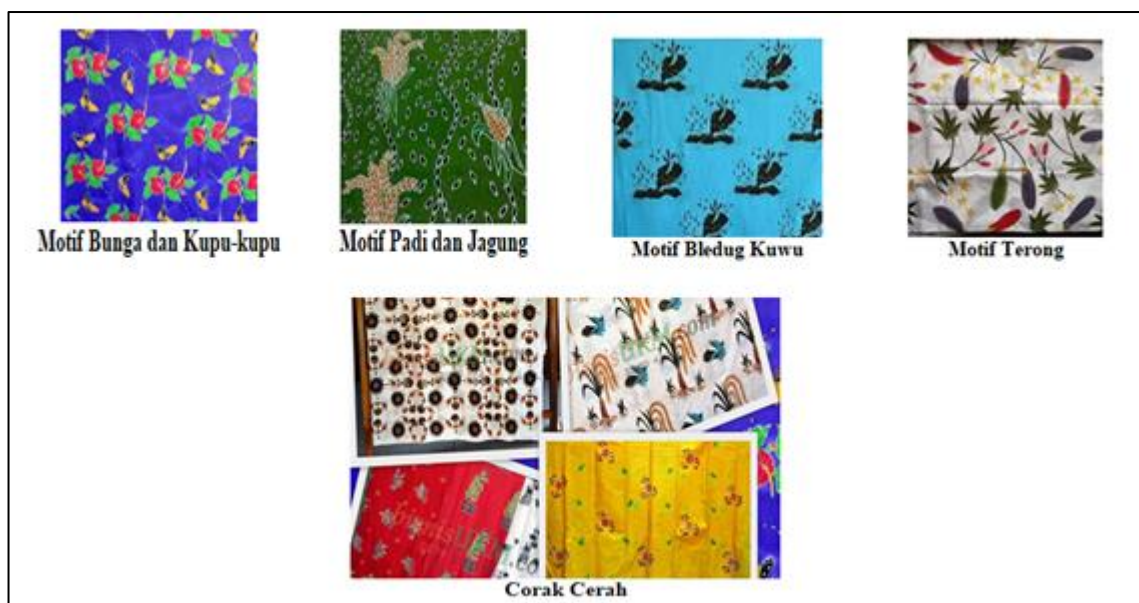 Motif Bunga dan Kupu-kupu
Motif Padi dan Jagung
Motif Bledug Kuwu
Motif Terong
Corak Cerah